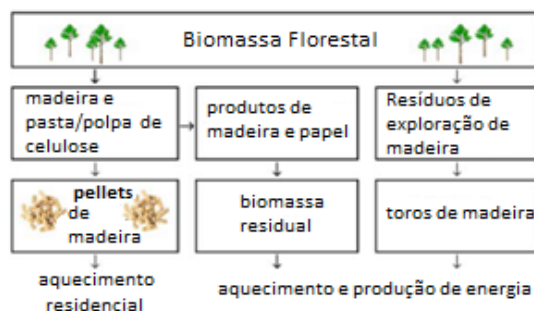 Biomassa Florestal
madeira e
pasta/polpa de
celulose
produtos de
madeira e papel
Resíduos de
exploração de
madeira
pellets
de
madeira
biomassa
residual
toros de madeira
aquecimento
residencial
aquecimento e produção de energia